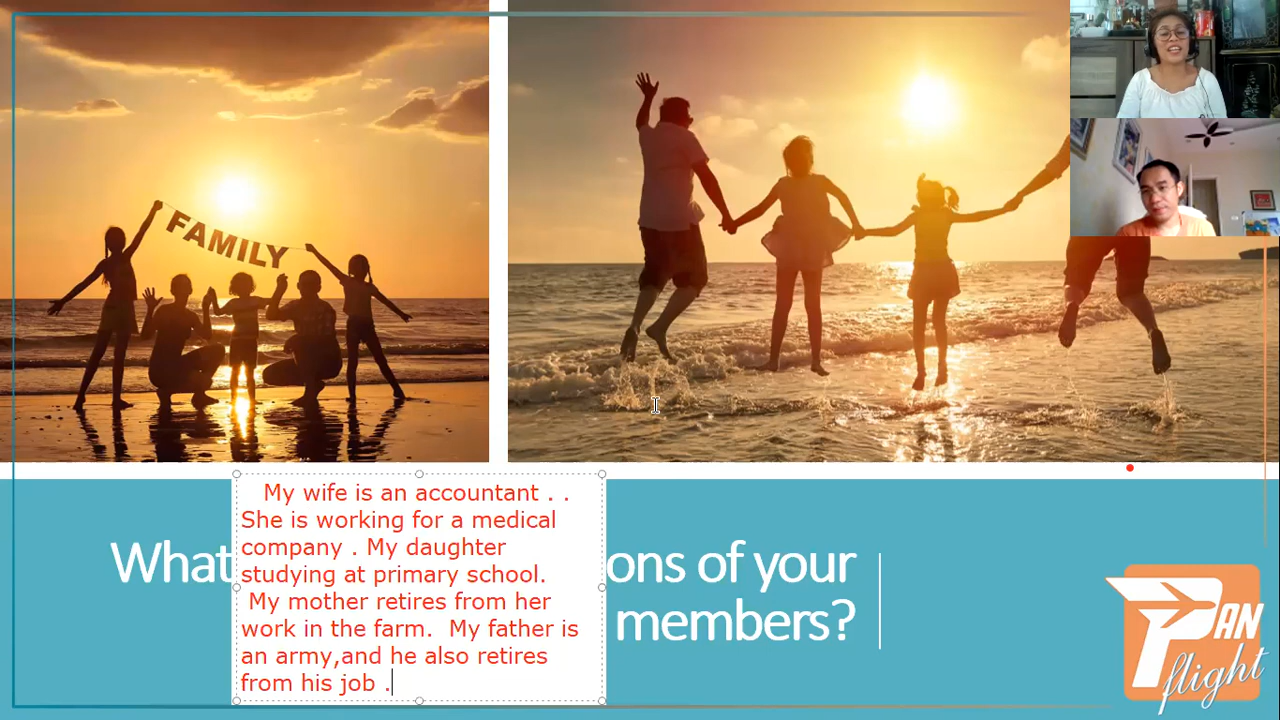 FAMILY
My wife is an accountant . .
She is working for a medical
company . My daughter
studying at primary school.
My mother retires from her
work in the farm.  My father is
an army,and he also retires
from his job .
What
ons of your
members?
PAN
flight